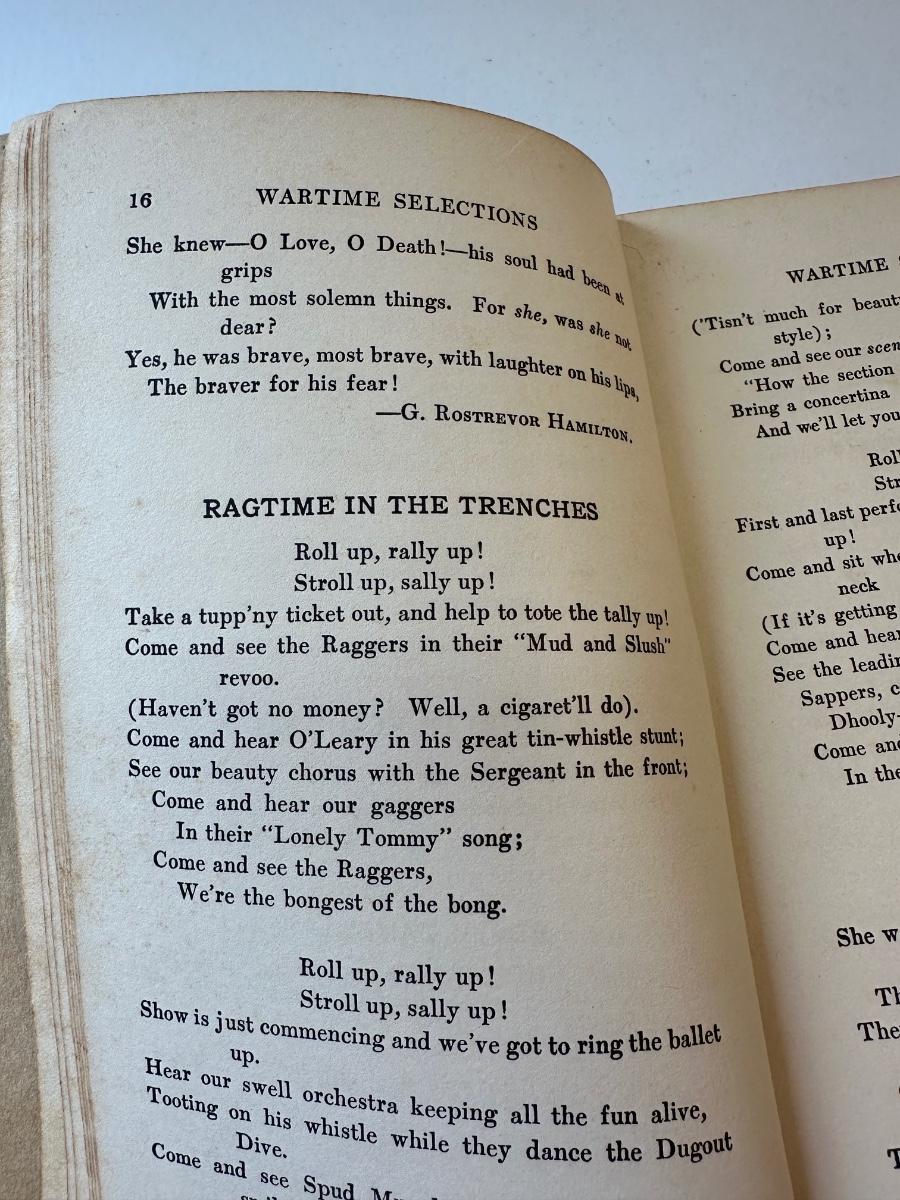 16 WARTIME SELECTIONS
She knew—O Love, O Death!—his soul had been at
grips
With the most solemn things. For she, was she not
dear?
Yes, he was brave, most brave, with laughter on his lips,
The braver for his fear!
—G. ROSTREVOR HAMILTON.
RAGTIME IN THE TRENCHES
Roll up, rally up!
Stroll up, sally up!
Take a tupp'ny ticket out, and help to tote the tally up!
Come and see the Raggers in their "Mud and Slush"
revoo.
(Haven't got no money? Well, a cigaret'll do).
Come and hear O'Leary in his great tin-whistle stunt;
See our beauty chorus with the Sergeant in the front;
Come and hear our gaggers
In their "Lonely Tommy" song;
Come and see the Raggers,
We're the bongest of the bong.
Roll up, rally up!
Stroll up, sally up!
Show is just commencing and we've got to ring the ballet
up.
Hear our swell orchestra keeping all the fun alive,
Tooting on his whistle while they dance the Dugout
Dive.
Come and see Spud
WARTIME
('Tisn't much for
style);
Come and see our
"How the section
Bring a concertina
And we'll let you
First and last
up!
Come and sit
neck
(If it's getting
Come and
See the
Sappers,
Come
In
She